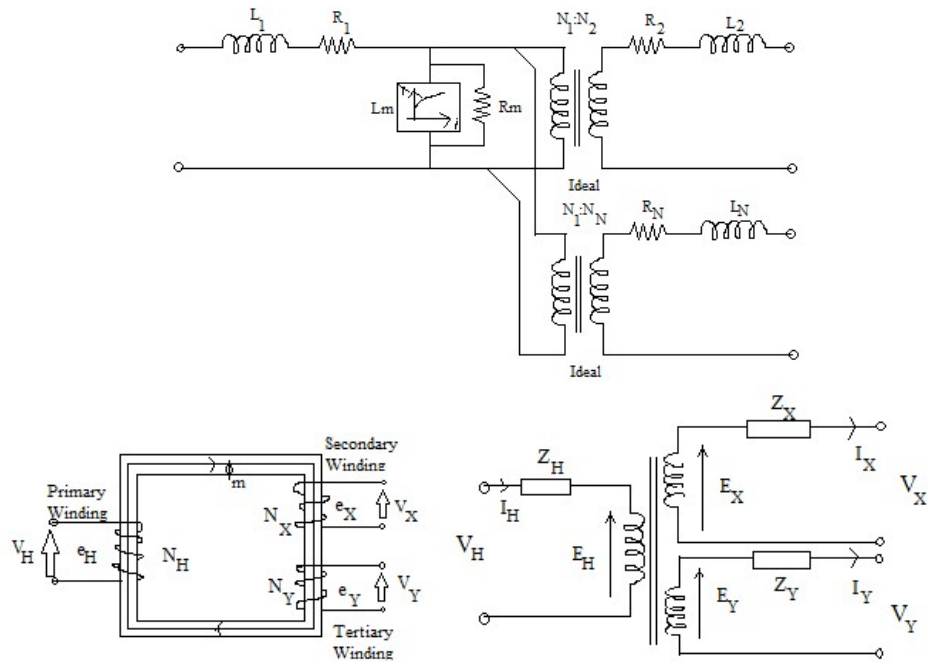 L1 R1 N1:N2 R2 L2
Lm i Rm
Ideal
N1:NN RN LN
Ideal
Secondary
Winding
m
Primary
Winding
VH eH NH
NX eX VX
NY eY VY
Tertiary
Winding
ZH
IH
VH EH
ZX
IX
EX VX
ZY
IY
EY VY